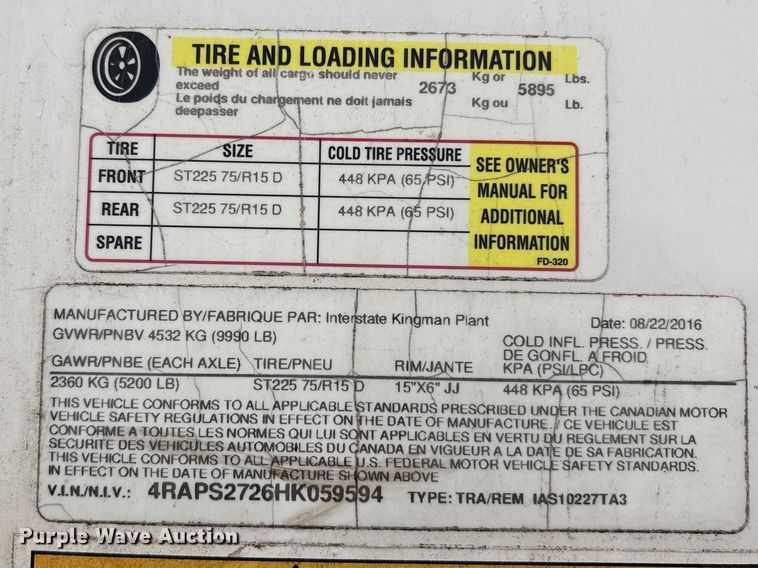 TIRE AND LOADING INFORMATION
The weight of all cargo should never exceed 2673 Kg or 5895 Lbs.
Le poids du chargement ne doit jamais deepasser Kg ou Lb.
TIRE SIZE COLD TIRE PRESSURE
FRONT ST225 75/R15 D 448 KPA (65 PSI)
REAR ST225 75/R15 D 448 KPA (65 PSI)
SPARE
SEE OWNER'S
MANUAL FOR
ADDITIONAL
INFORMATION
FD-320
MANUFACTURED BY/FABRIQUE PAR: Interstate Kingman Plant Date: 08/22/2016
GVWR/PNBV 4532 KG (9990 LB)
GAWR/PNBE (EACH AXLE) TIRE/PNEU RIM/JANTE COLD INFL. PRESS. / PRESS. DE GONFL. A FROID KPA (PSI/LPC)
2360 KG (5200 LB) ST225 75/R15 D 15"X6" JJ 448 KPA (65 PSI)
THIS VEHICLE CONFORMS TO ALL APPLICABLE STANDARDS PRESCRIBED UNDER THE CANADIAN MOTOR
VEHICLE SAFETY REGULATIONS IN EFFECT ON THE DATE OF MANUFACTURE. / CE VEHICULE EST
CONFORME A TOUTES LES NORMES QUI LUI SONT APPLICABLES EN VERTU DU REGLEMENT SUR LA
SECURITE DES VEHICULES AUTOMOBILES DU CANADA EN VIGUEUR A LA DATE DE SA FABRICATION.
THIS VEHICLE CONFORMS TO ALL APPLICABLE U.S. FEDERAL MOTOR VEHICLE SAFETY STANDARDS.
IN EFFECT ON THE DATE OF MANUFACTURE SHOWN ABOVE
V.I.N./N.I.V.: 4RAPS2726HK059594 TYPE: TRA/REM IAS10227TA3
Purple Wave Auction